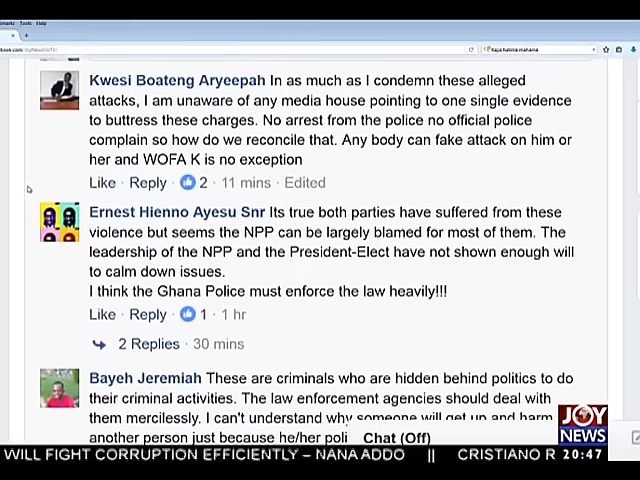 Tools Help
Kwesi Boateng Aryeepah In as much as I condemn these alleged
attacks, I am unaware of any media house pointing to one single evidence
to buttress these charges. No arrest from the police no official police
complain so how do we reconcile that. Any body can fake attack on him or
her and WOFA K is no exception
Like · Reply · 2 · 11 mins · Edited
Ernest Hienno Ayesu Snr Its true both parties have suffered from these
violence but seems the NPP can be largely blamed for most of them. The
leadership of the NPP and the President-Elect have not shown enough will
to calm down issues.
I think the Ghana Police must enforce the law heavily!!!
Like · Reply · 1 · 1 hr
2 Replies · 30 mins
Bayeh Jeremiah These are criminals who are hidden behind politics to do
their criminal activities. The law enforcement agencies should deal with
them mercilessly. I can't understand why someone will get up and harm
another person just because he/her poli
Chat (Off)
JOY
NEWS
WILL FIGHT CORRUPTION EFFICIENTLY – NANA ADDO || CRISTIANO R 20:47